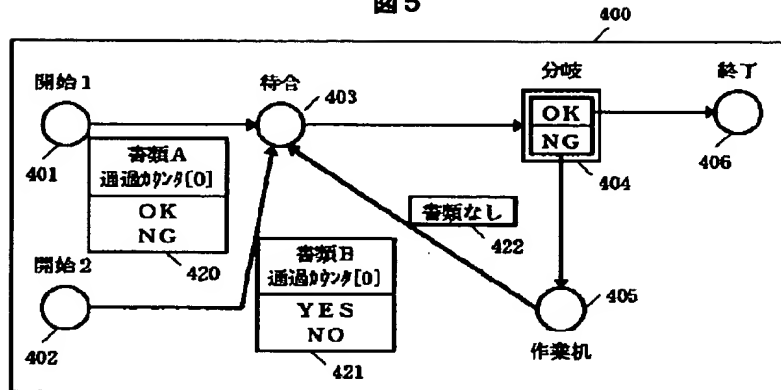 図5
400
開始1
待合
分岐
終了
403
OK
NG
401
404
406
書類A
通過カウンタ[0]
OK
NG
420
書類なし
422
開始2
書類B
通過カウンタ[0]
YES
NO
421
405
402
作業机